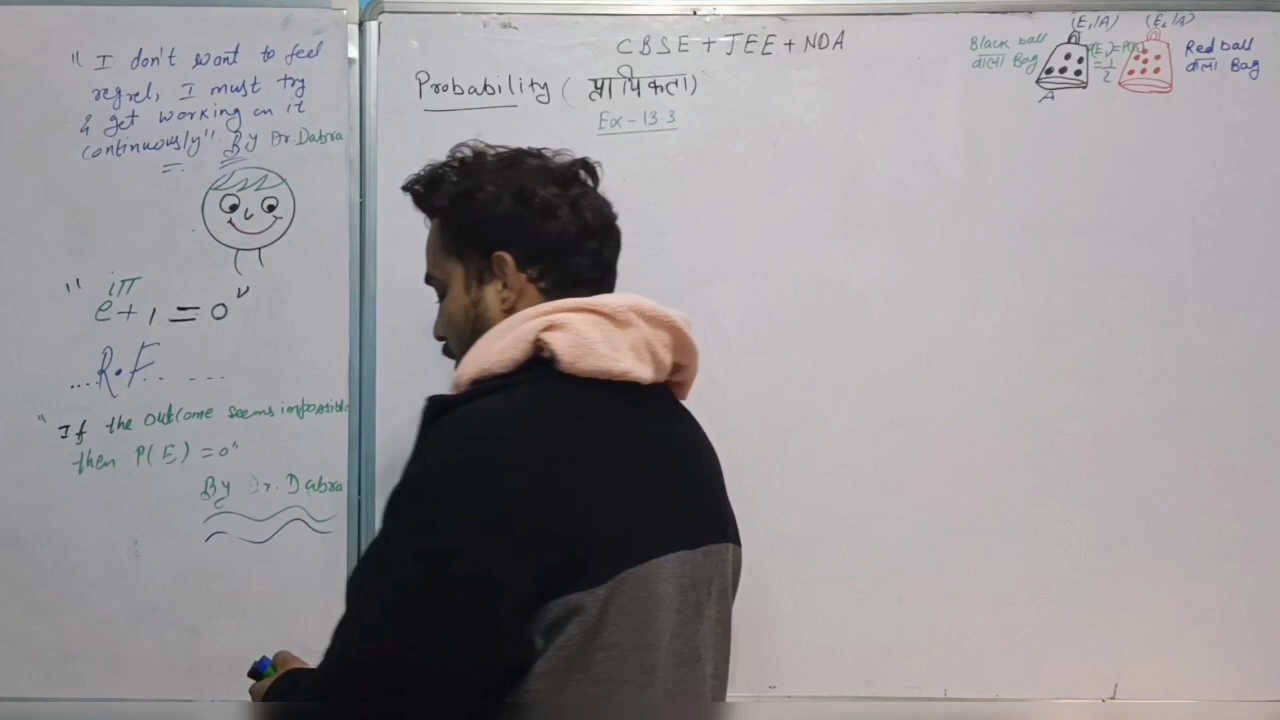 " I don't want to feel
regret, I must try
& get working on it
continuously" By Dr Dabra
" e^iπ + 1 = 0 "
....R.F.. - --
" If the outcome seems impossible
then P(E) = 0"
By Dr. Dabra
CBSE + JEE + NDA
Probability ( प्रायिकता)
Ex - 13.3
(E₁/A) (E₂/A)
Black ball
वाला Bag
= 1/2
A
Red ball
वाला Bag